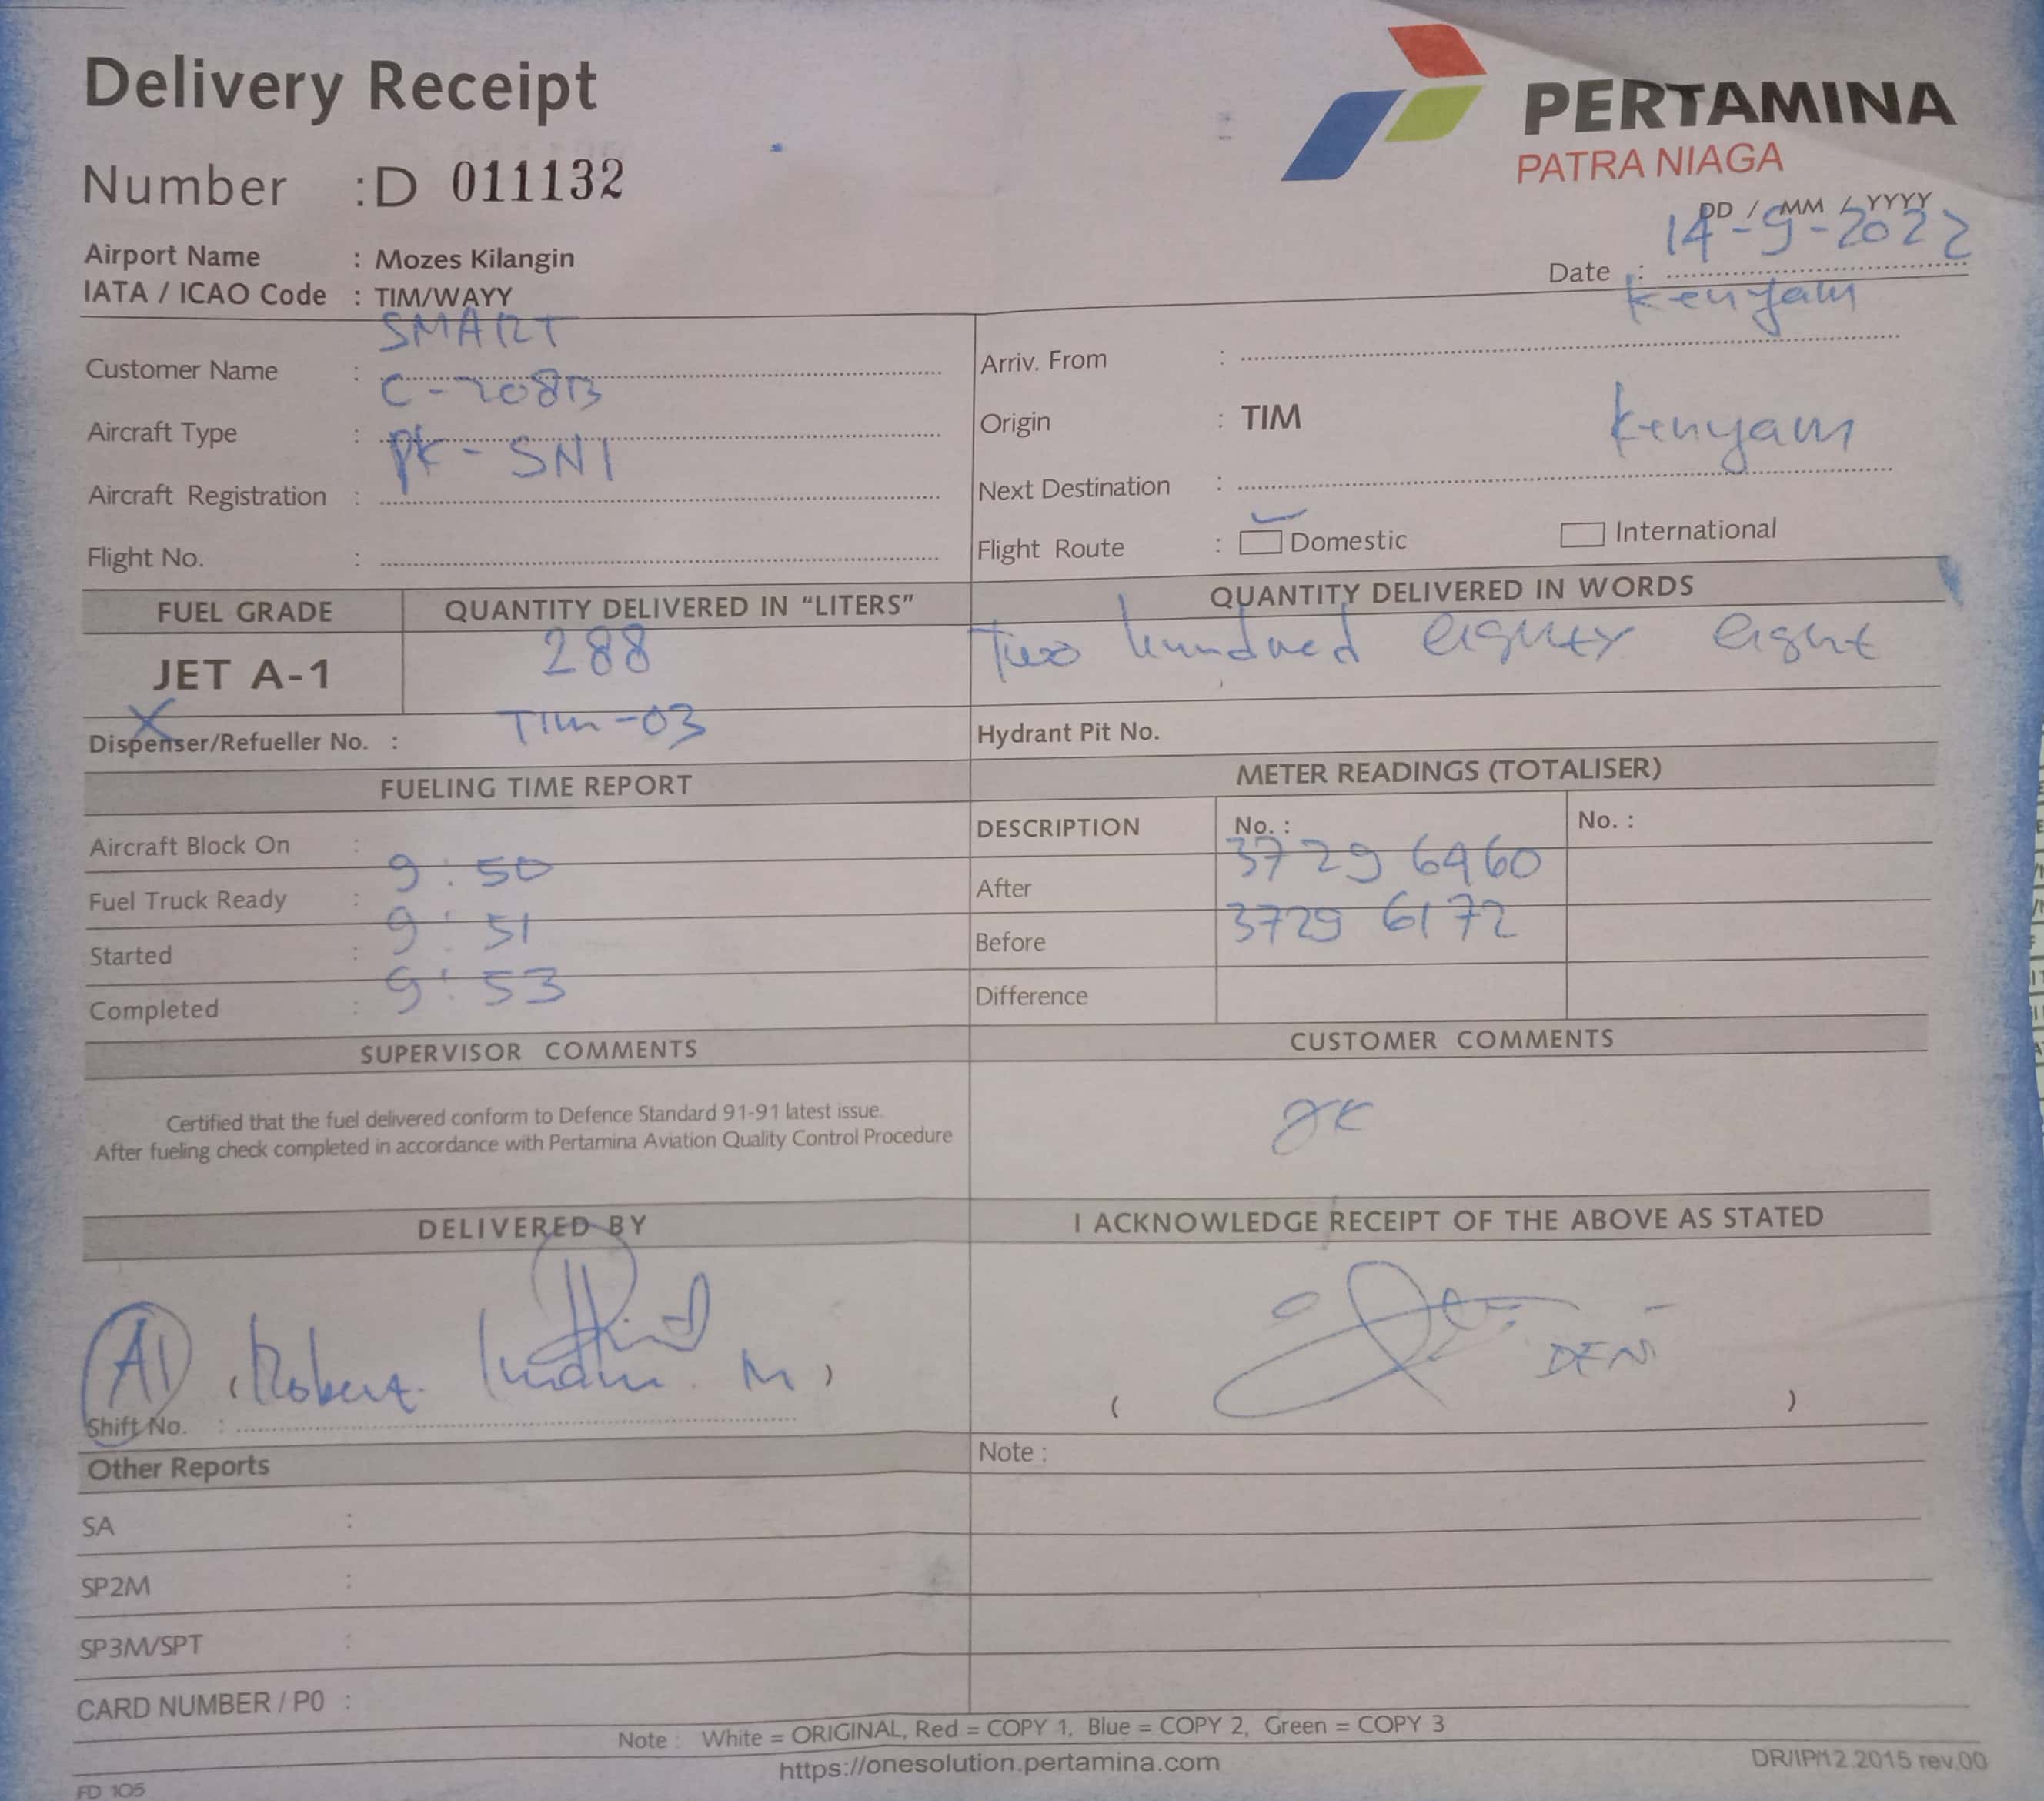 Delivery Receipt
PERTAMINA
PATRA NIAGA
Number : D 011132
DD / MM / YYYY
Date : 14-9-2022
Airport Name : Mozes Kilangin
IATA / ICAO Code : TIM/WAYY
Customer Name : SMART
Aircraft Type : C-208B
Aircraft Registration : PK-SNI
Flight No. :
Arriv. From : Kenyam
Origin : TIM
Next Destination : Kenyam
Flight Route : Domestic International
FUEL GRADE QUANTITY DELIVERED IN "LITERS" QUANTITY DELIVERED IN WORDS
JET A-1 288 Two hundred eighty eight
Dispenser/Refueller No. : TIM-03 Hydrant Pit No.
FUELING TIME REPORT
Aircraft Block On :
Fuel Truck Ready : 9:50
Started : 9:51
Completed : 9:53
METER READINGS (TOTALISER)
DESCRIPTION No. : No. :
After 3729 6460
Before 3729 6172
Difference
SUPERVISOR COMMENTS
Certified that the fuel delivered conform to Defence Standard 91-91 latest issue.
After fueling check completed in accordance with Pertamina Aviation Quality Control Procedure
CUSTOMER COMMENTS
OK
DELIVERED BY
A1 (Robert M)
Shift No. :
I ACKNOWLEDGE RECEIPT OF THE ABOVE AS STATED
( DENI )
Other Reports
SA :
SP2M :
SP3M/SPT :
CARD NUMBER / P0 :
Note :
Note : White = ORIGINAL, Red = COPY 1, Blue = COPY 2, Green = COPY 3
https://onesolution.pertamina.com
DR/IPM2.2015 rev.00
FD 105